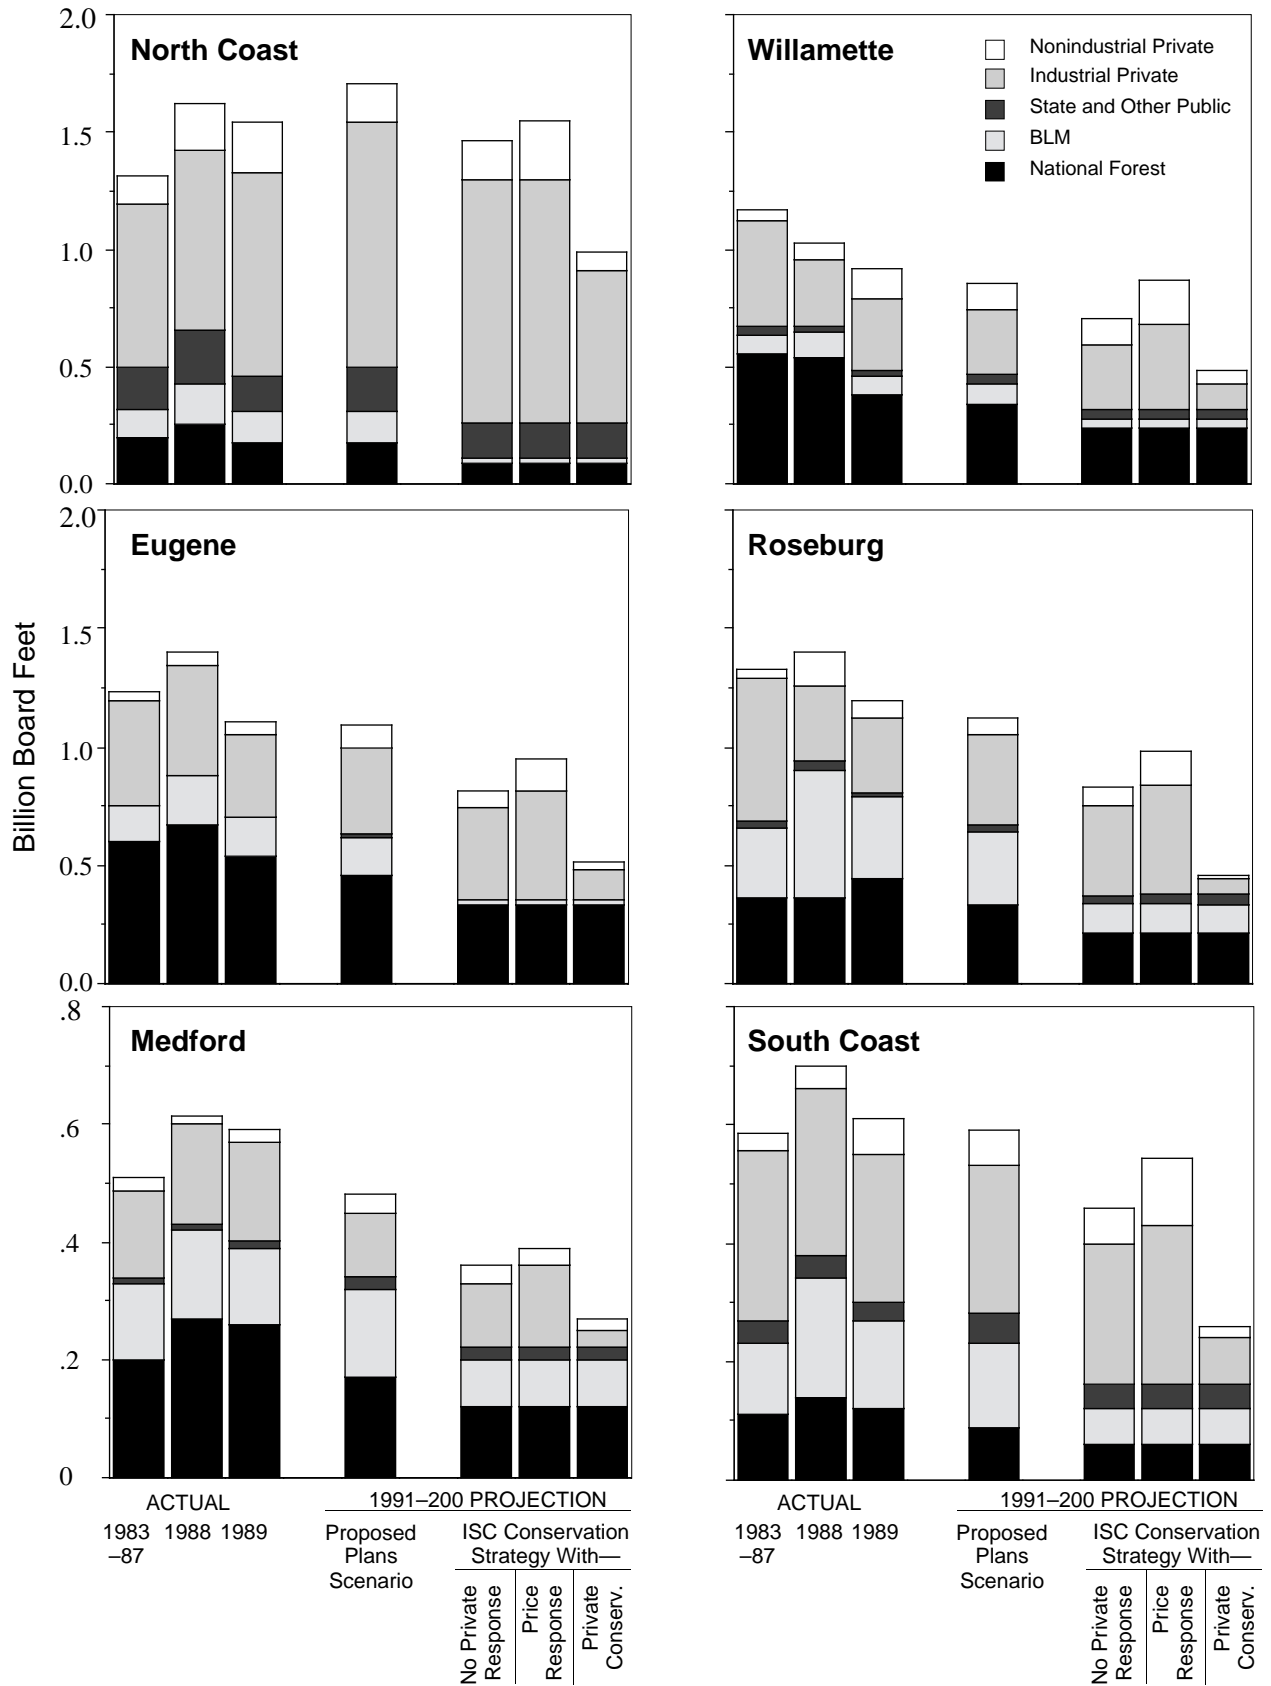 2.0
North Coast
1.5
1.0
0.5
0.0
Willamette
Nonindustrial Private
Industrial Private
State and Other Public
BLM
National Forest
Billion Board Feet
2.0
Eugene
1.5
1.0
0.5
0.0
Roseburg
.8
Medford
.6
.4
.2
0
South Coast
ACTUAL
1983
–87
1988
1989
1991–200 PROJECTION
Proposed
Plans
Scenario
ISC Conservation
Strategy With—
No Private
Response
Price
Response
Private
Conserv.
ACTUAL
1983
–87
1988
1989
1991–200 PROJECTION
Proposed
Plans
Scenario
ISC Conservation
Strategy With—
No Private
Response
Price
Response
Private
Conserv.